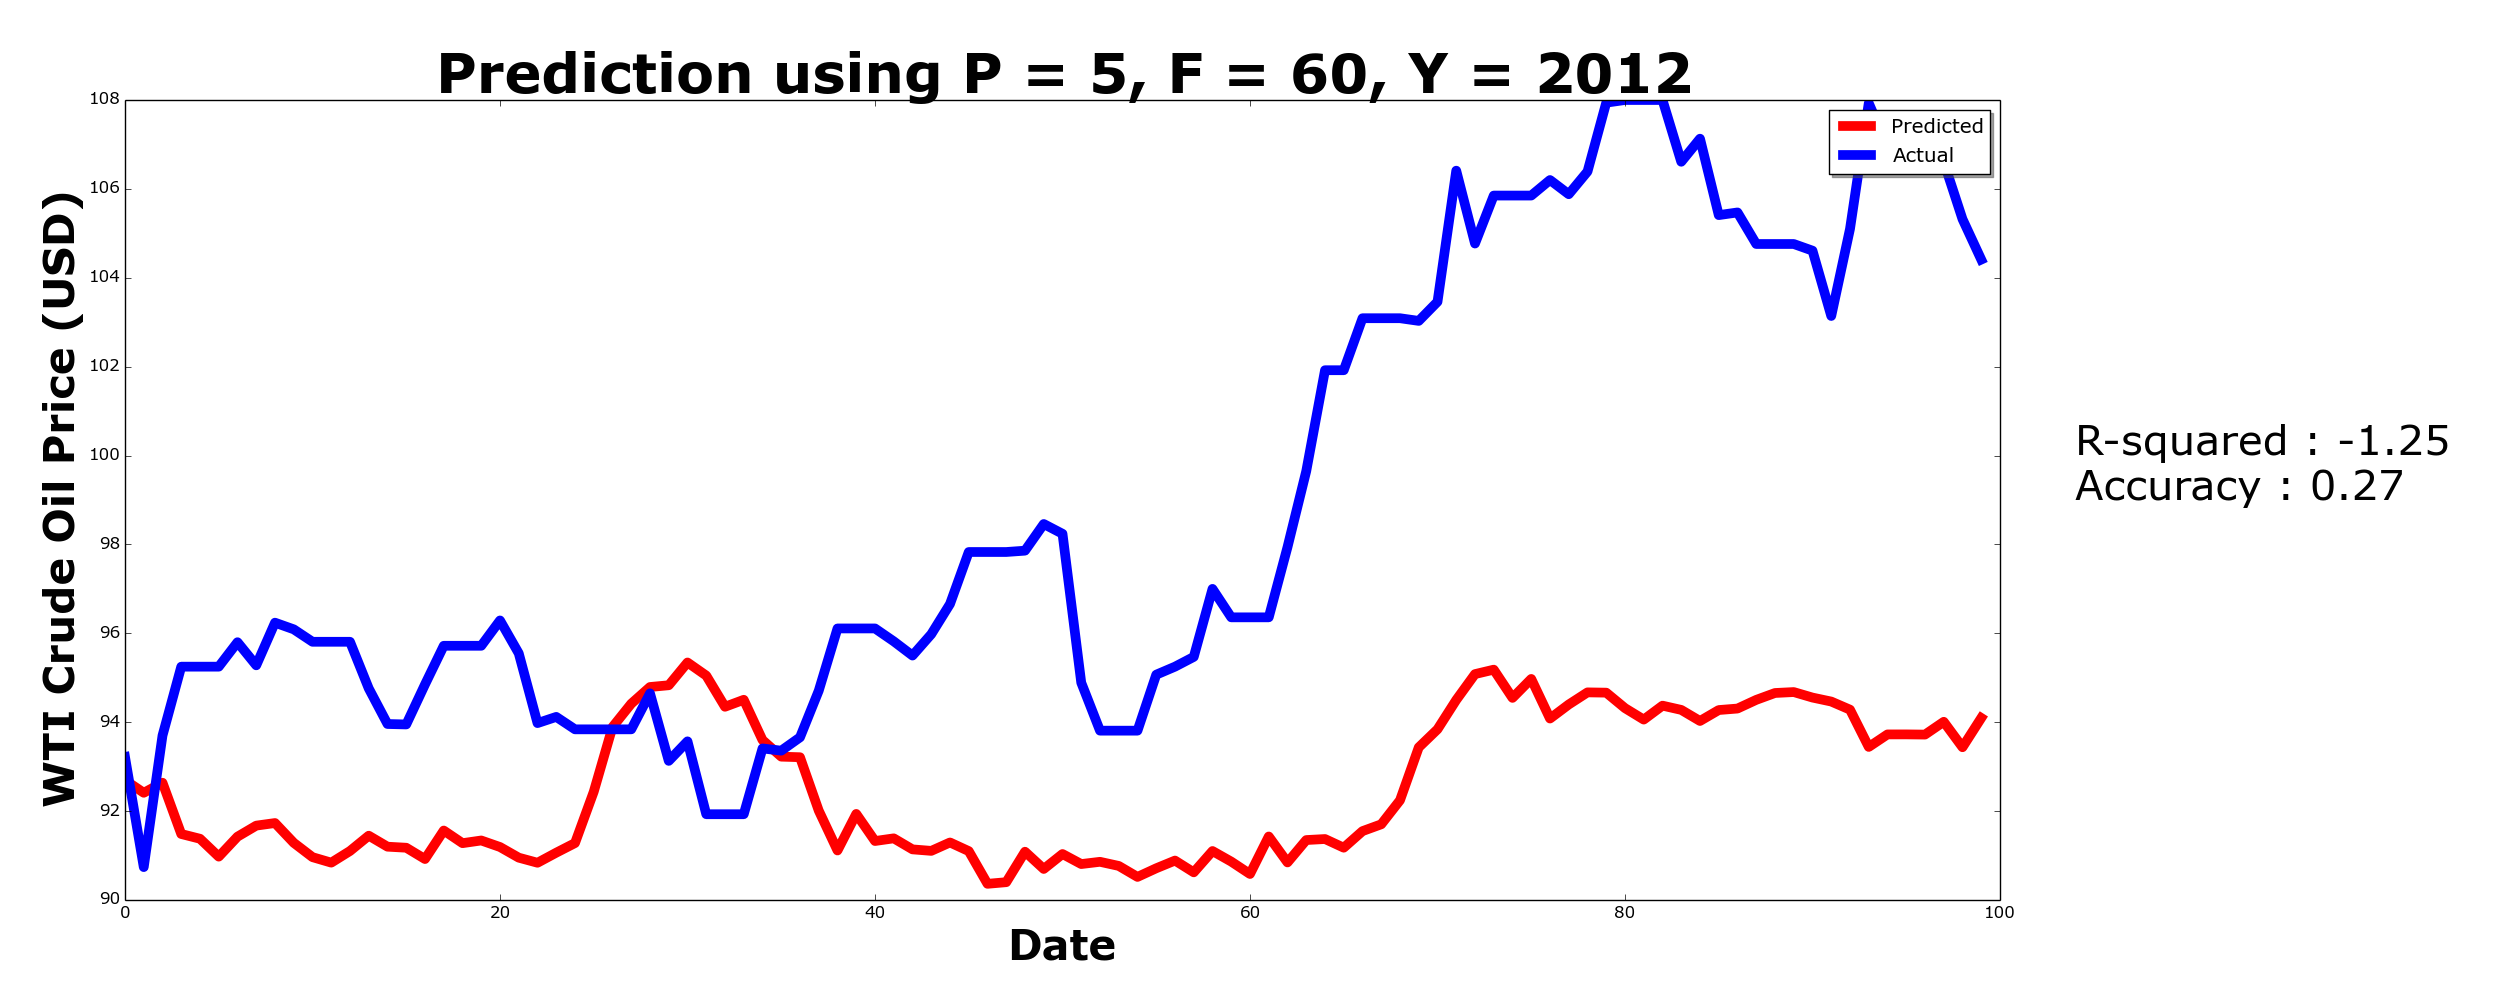 Prediction using P = 5, F = 60, Y = 2012
108
106
104
102
100
98
96
94
92
90
WTI Crude Oil Price (USD)
Predicted
Actual
R-squared : -1.25
Accuracy : 0.27
0 20 40 60 80 100
Date